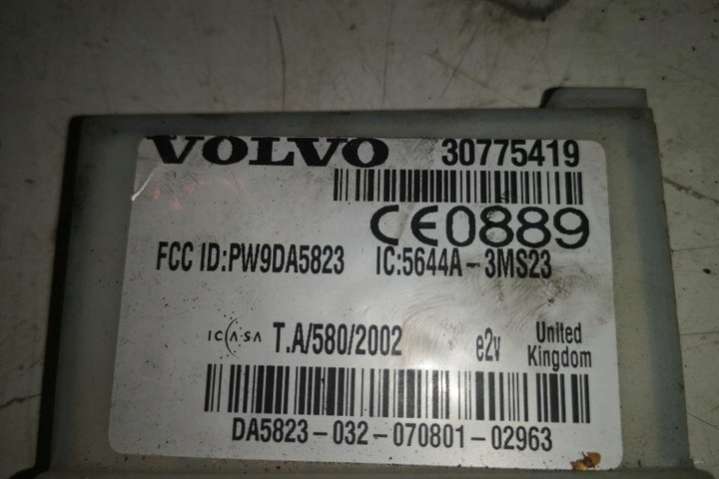 VOLVO 30775419
CE0889
FCC ID:PW9DA5823 IC:5644A-3MS23
ICASA T.A/580/2002 e2v United Kingdom
DA5823-032-070801-02963